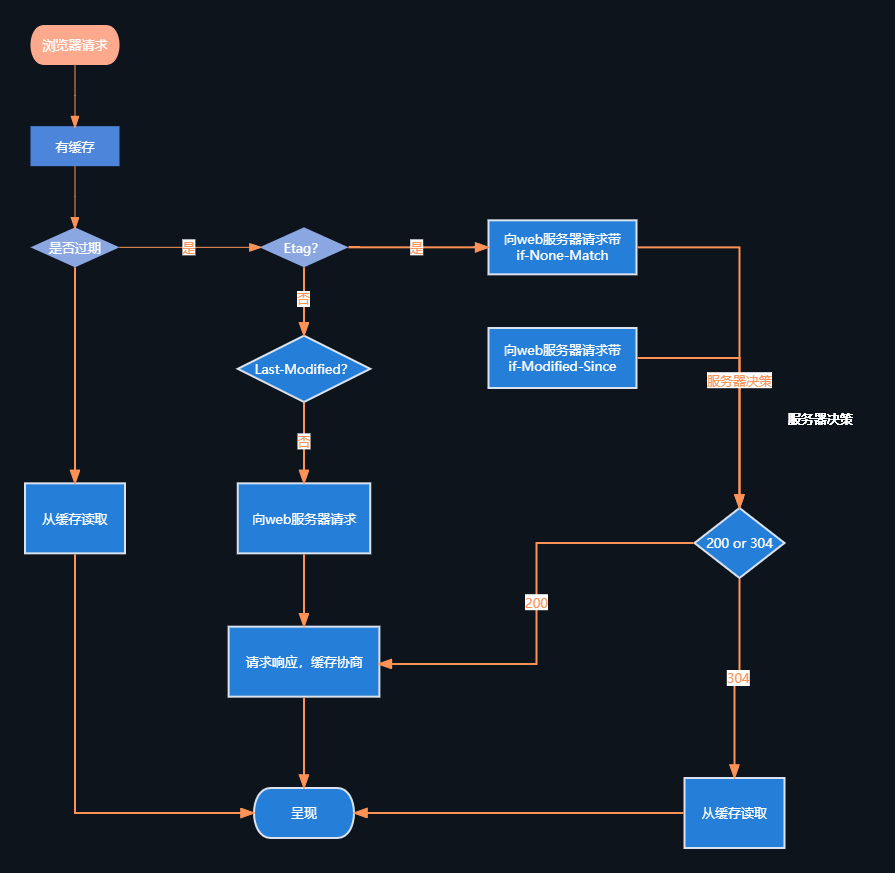 浏览器请求
有缓存
是否过期
是
Etag?
是
向web服务器请求带
if-None-Match
否
Last-Modified?
向web服务器请求带
if-Modified-Since
服务器决策
服务器决策
否
从缓存读取
向web服务器请求
200 or 304
200
请求响应，缓存协商
304
呈现
从缓存读取